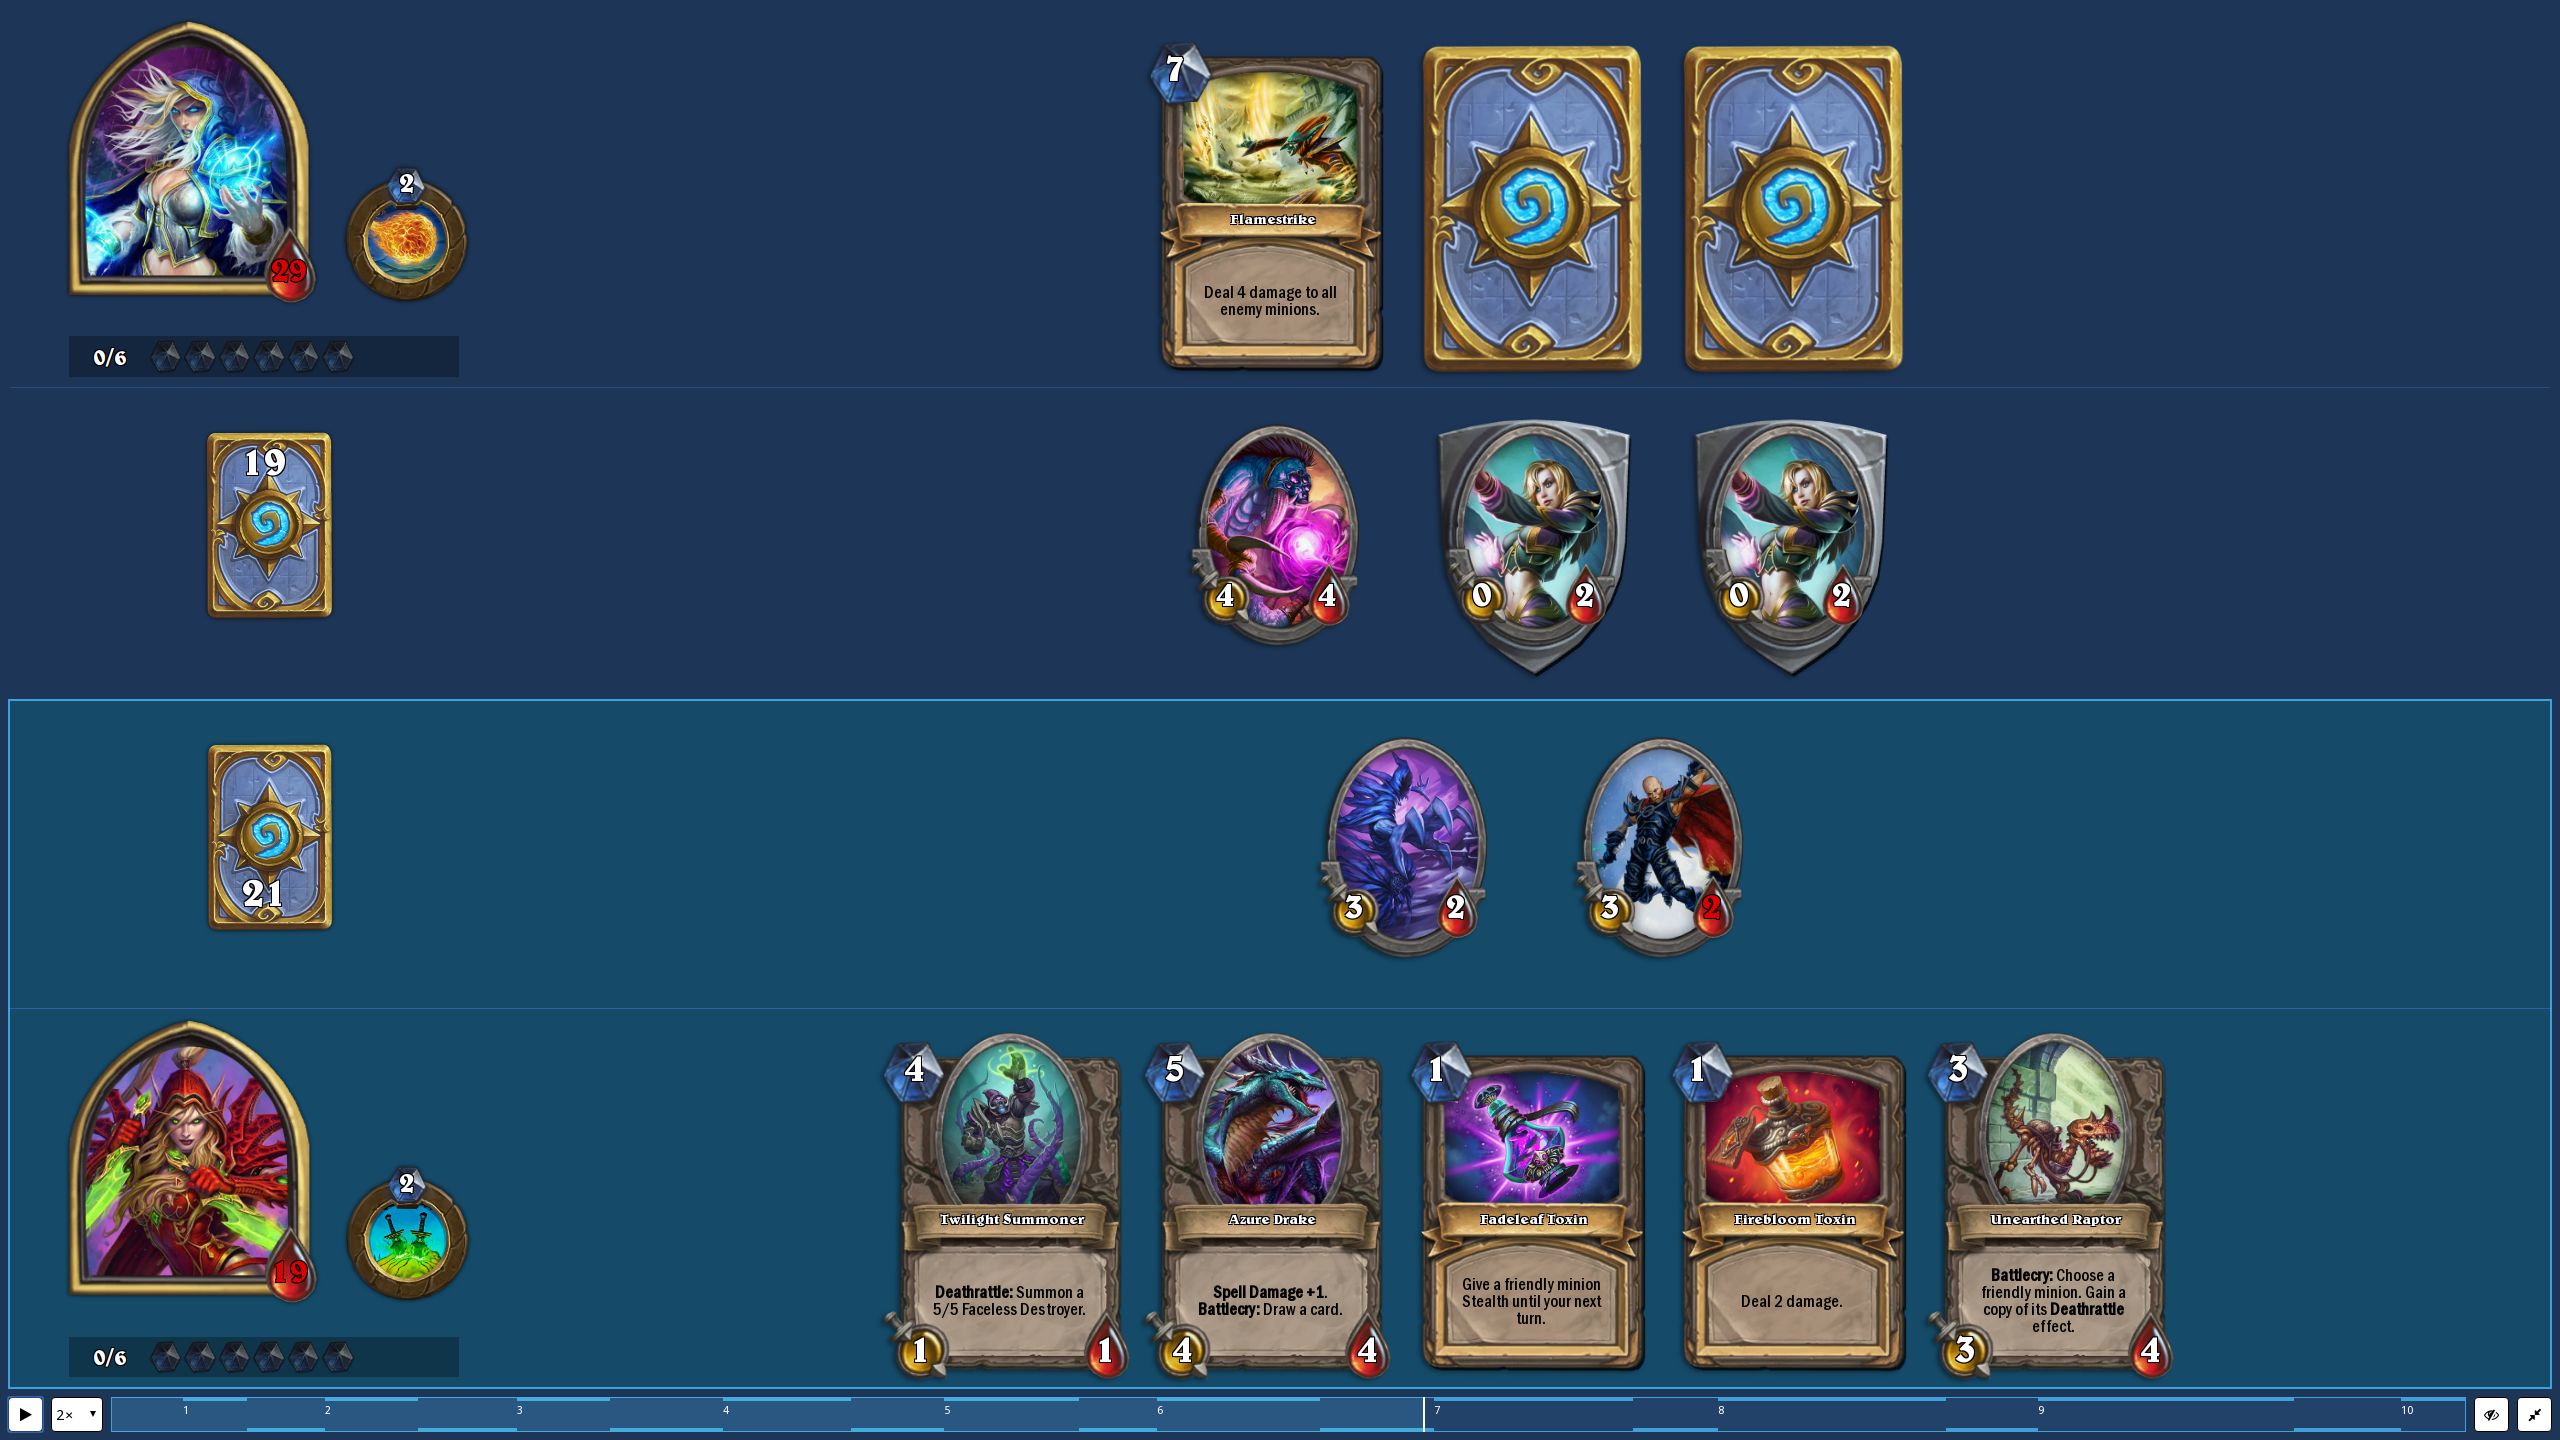 7
Flamestrike
Deal 4 damage to all
enemy minions.
2
29
0/6
19
4 4
0 2
0 2
21
3 2
3 2
2
19
0/6
4
Twilight Summoner
Deathrattle: Summon a
5/5 Faceless Destroyer.
1 1
5
Azure Drake
Spell Damage +1.
Battlecry: Draw a card.
4 4
1
Fadeleaf Toxin
Give a friendly minion
Stealth until your next
turn.
1
Firebloom Toxin
Deal 2 damage.
3
Unearthed Raptor
Battlecry: Choose a
friendly minion. Gain a
copy of its Deathrattle
effect.
3 4
2×
1 2 3 4 5 6 7 8 9 10